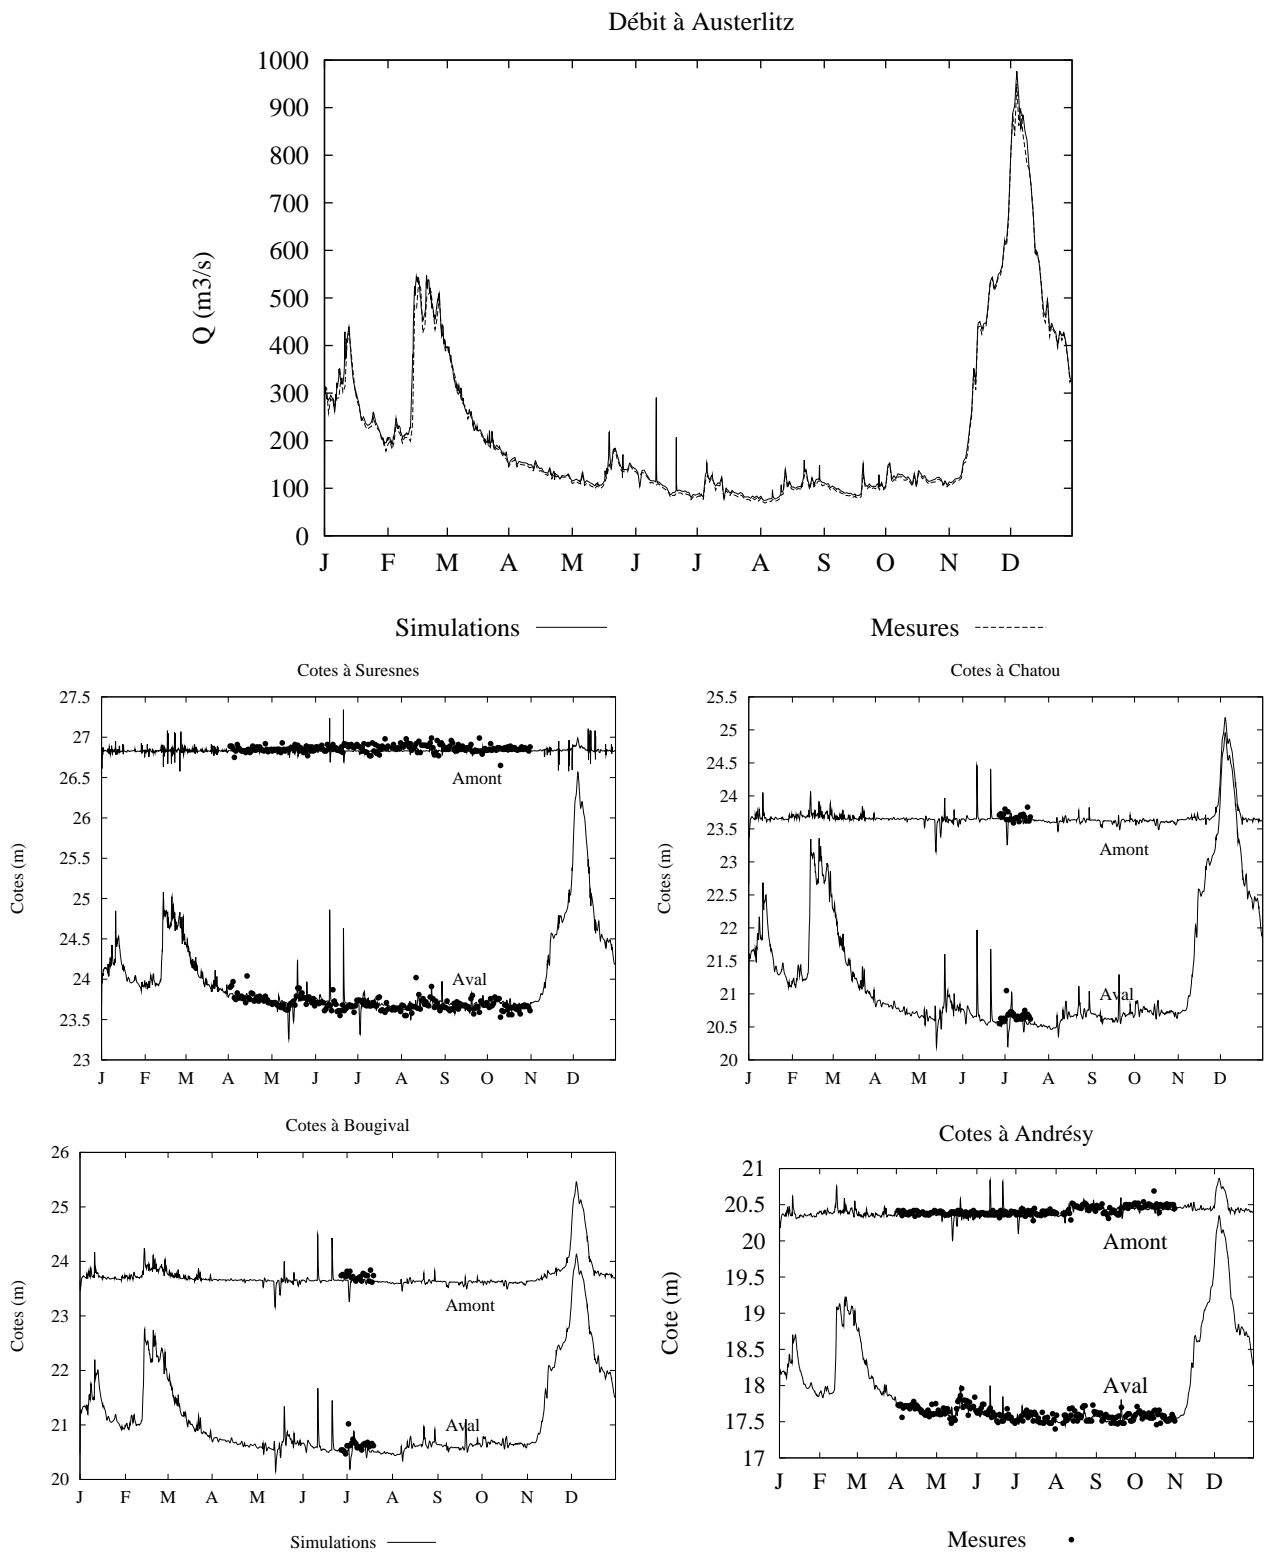 Débit à Austerlitz
1000
900
800
700
600
500
400
300
200
100
0
Q (m3/s)
J F M A M J J A S O N D
Simulations
Mesures
Cotes à Suresnes
27.5
27
26.5
26
25.5
25
24.5
24
23.5
23
Cotes (m)
Amont
Aval
J F M A M J J A S O N D
Cotes à Chatou
25.5
25
24.5
24
23.5
23
22.5
22
21.5
21
20.5
20
Cotes (m)
Amont
Aval
J F M A M J J A S O N D
Cotes à Bougival
26
25
24
23
22
21
20
Cotes (m)
Amont
Aval
J F M A M J J A S O N D
Cotes à Andrésy
21
20.5
20
19.5
19
18.5
18
17.5
17
Cote (m)
Amont
Aval
J F M A M J J A S O N D
Simulations
Mesures